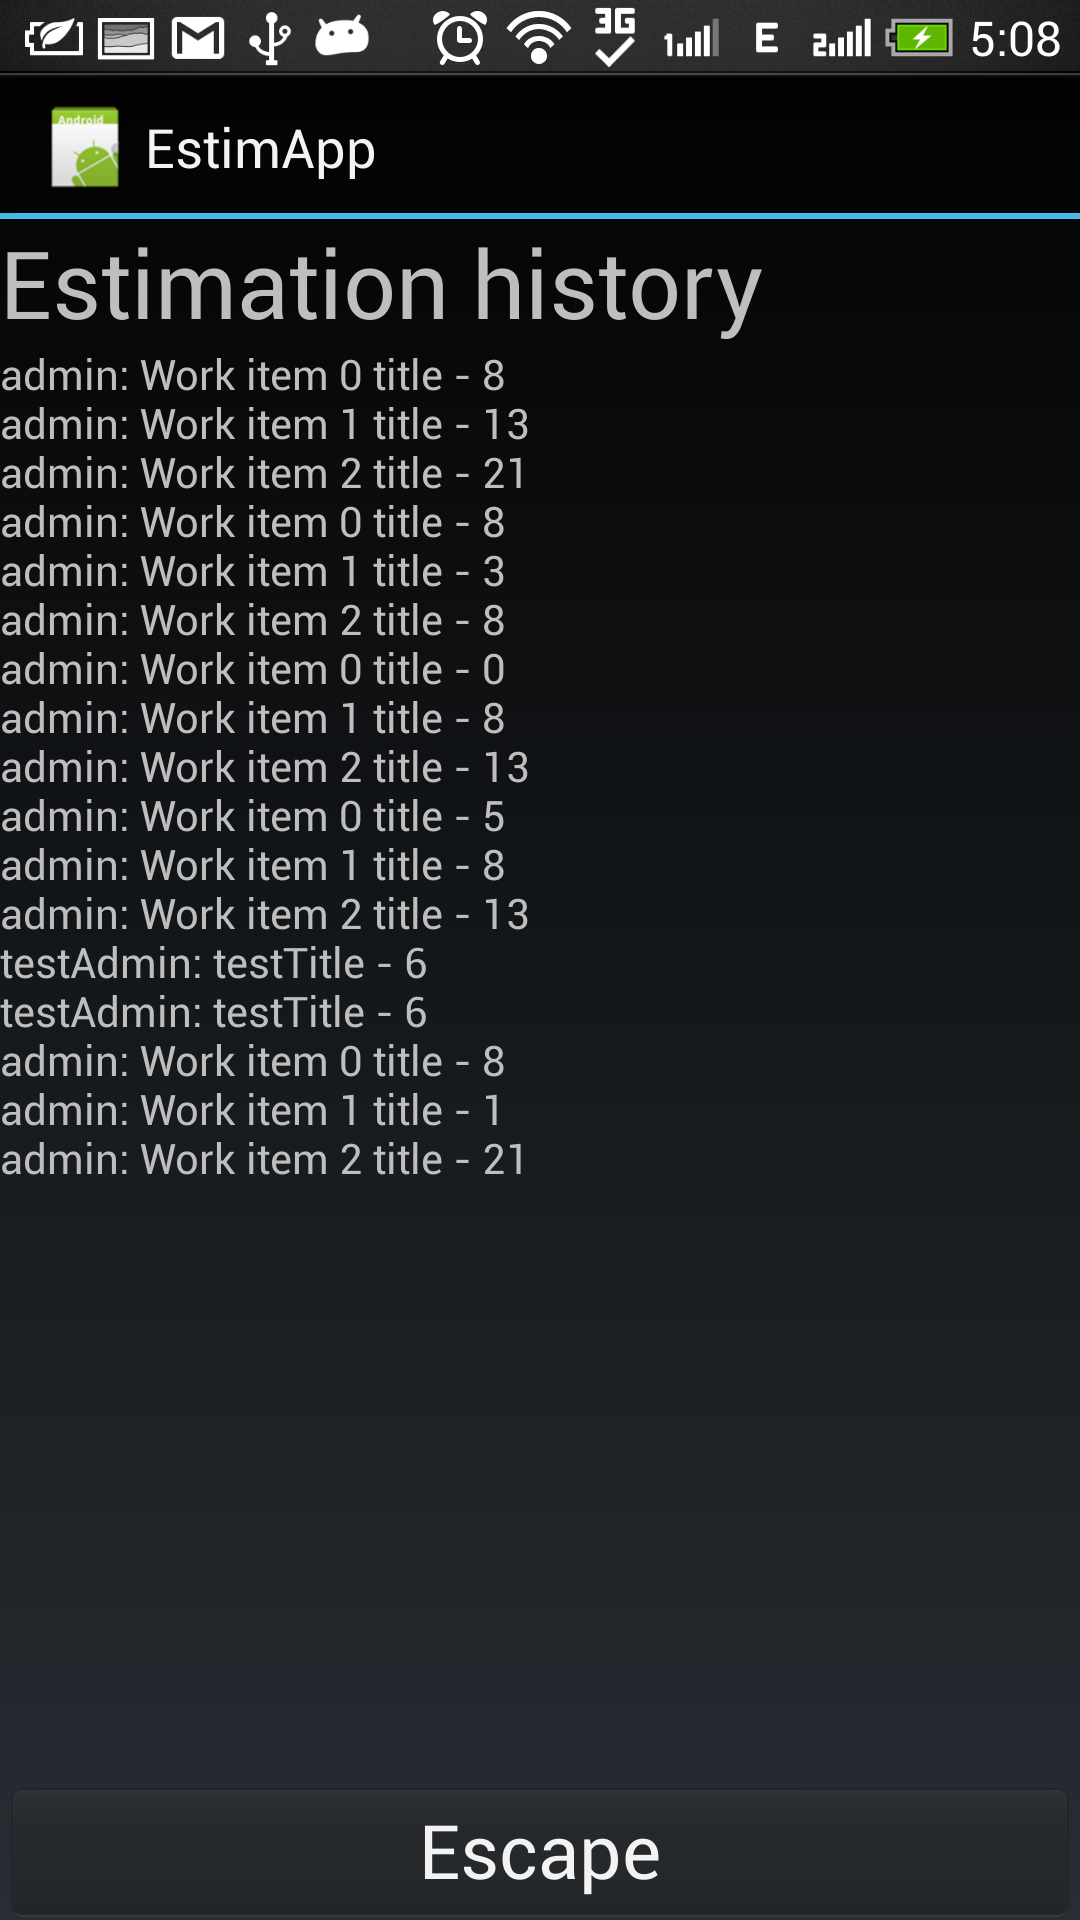 3G
1
E
2
5:08
Android
EstimApp
Estimation history
admin: Work item 0 title - 8
admin: Work item 1 title - 13
admin: Work item 2 title - 21
admin: Work item 0 title - 8
admin: Work item 1 title - 3
admin: Work item 2 title - 8
admin: Work item 0 title - 0
admin: Work item 1 title - 8
admin: Work item 2 title - 13
admin: Work item 0 title - 5
admin: Work item 1 title - 8
admin: Work item 2 title - 13
testAdmin: testTitle - 6
testAdmin: testTitle - 6
admin: Work item 0 title - 8
admin: Work item 1 title - 1
admin: Work item 2 title - 21
Escape